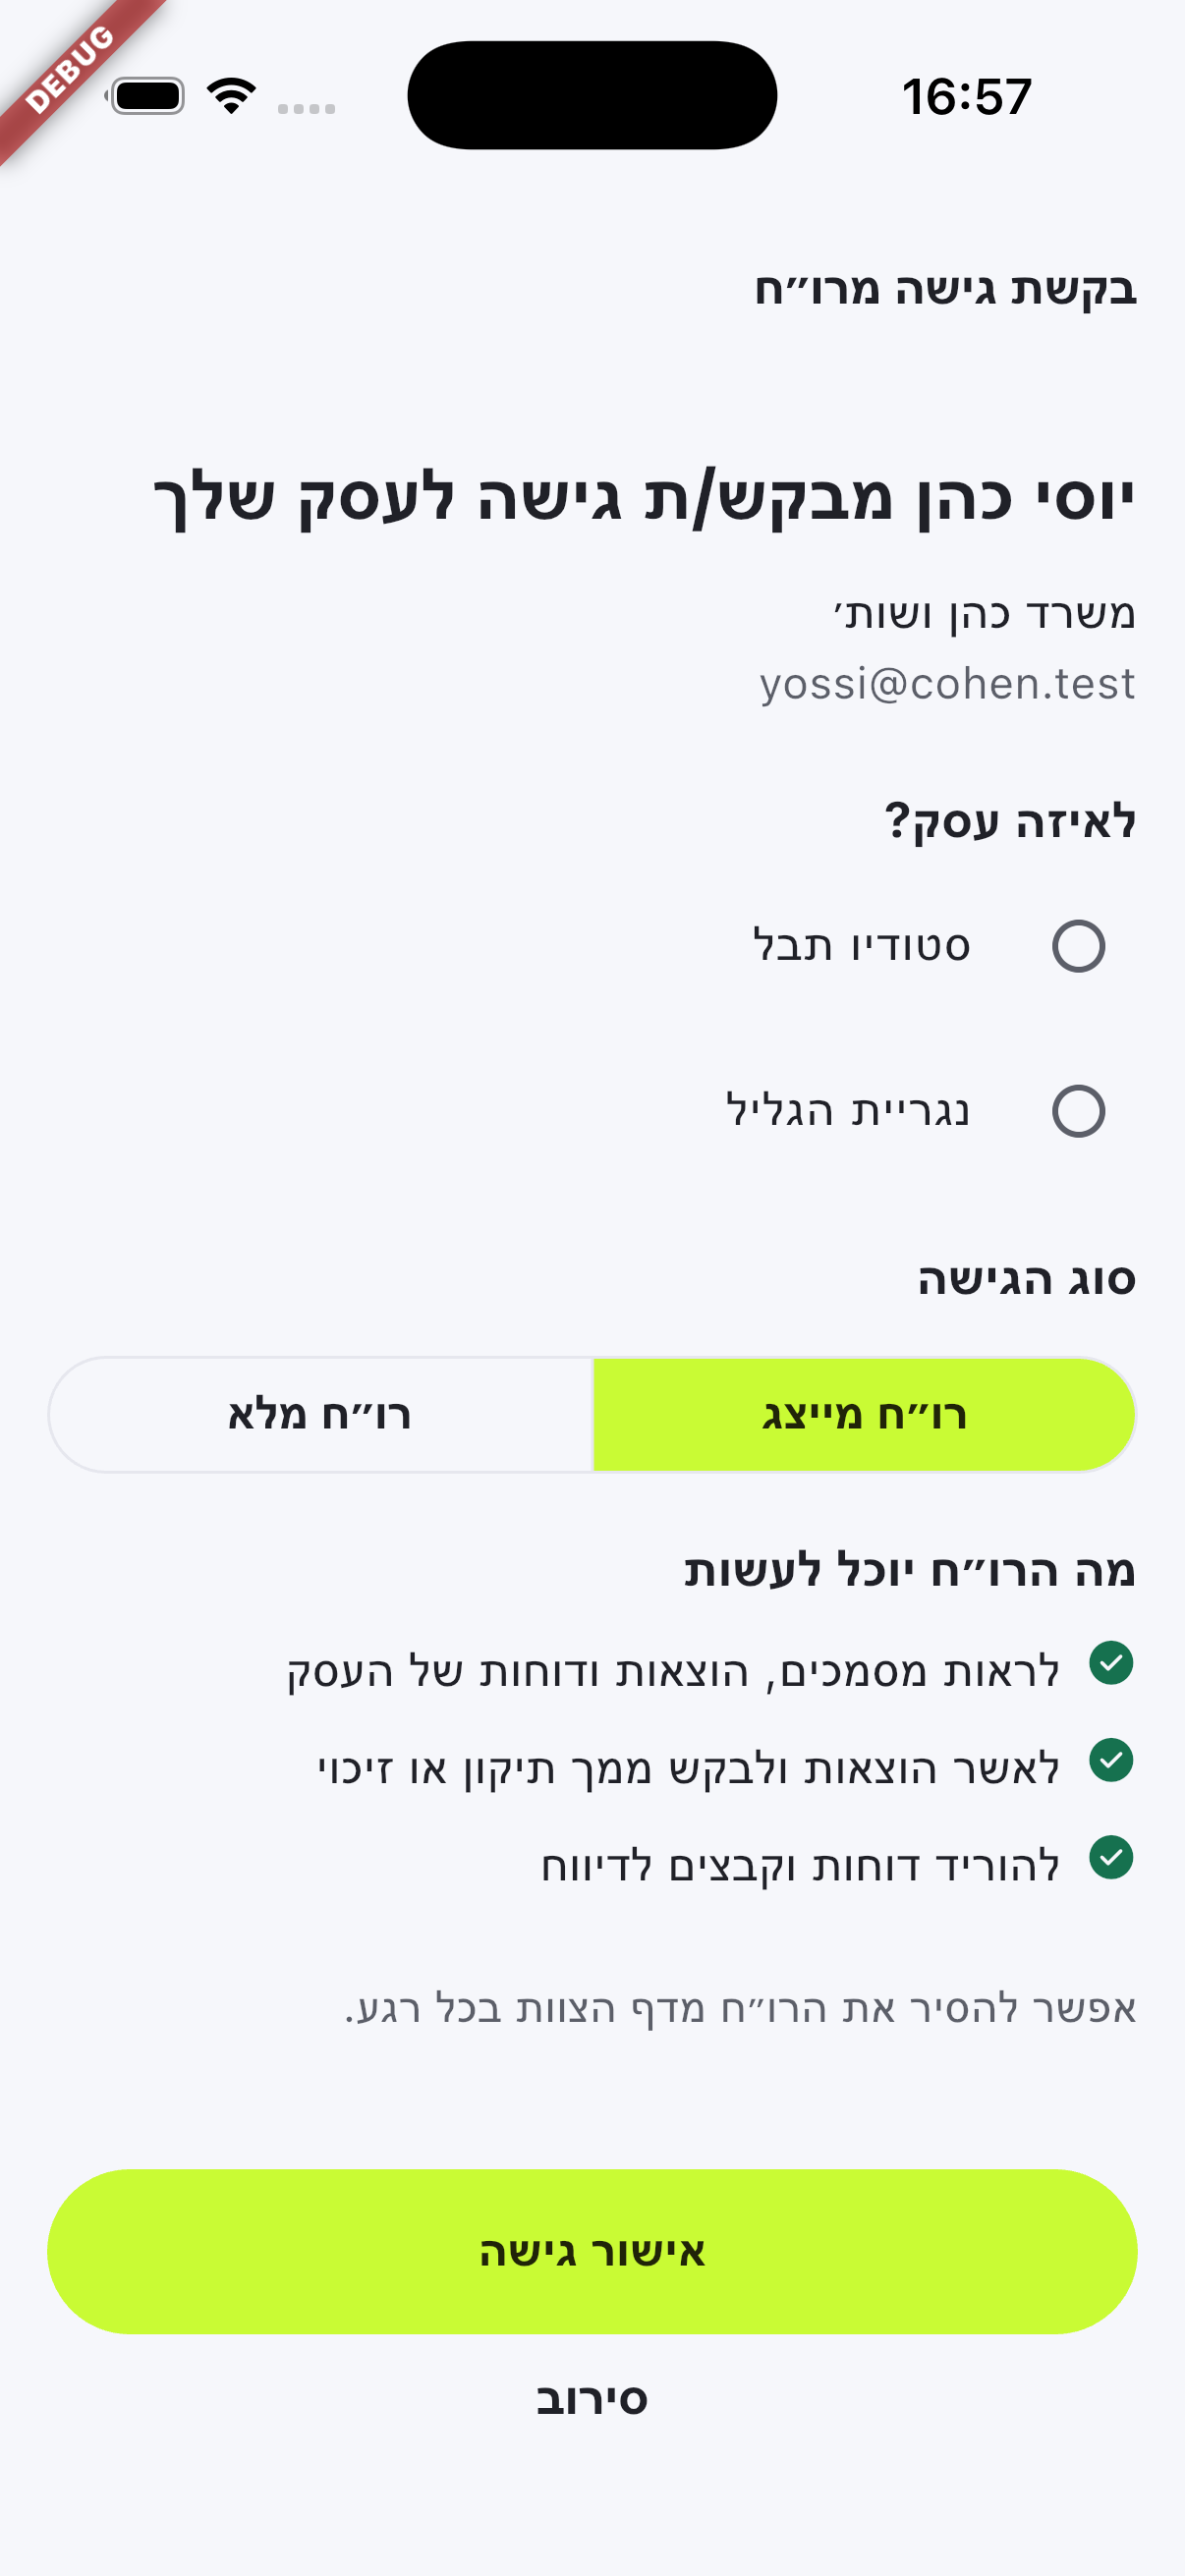 DEBUG
16:57
בקשת גישה מרו״ח
יוסי כהן מבקש/ת גישה לעסק שלך
משרד כהן ושות׳
yossi@cohen.test
לאיזה עסק?
סטודיו תבל
נגריית הגליל
סוג הגישה
רו״ח מייצג
רו״ח מלא
מה הרו״ח יוכל לעשות
לראות מסמכים, הוצאות ודוחות של העסק
לאשר הוצאות ולבקש ממך תיקון או זיכוי
להוריד דוחות וקבצים לדיווח
אפשר להסיר את הרו״ח מדף הצוות בכל רגע.
אישור גישה
סירוב